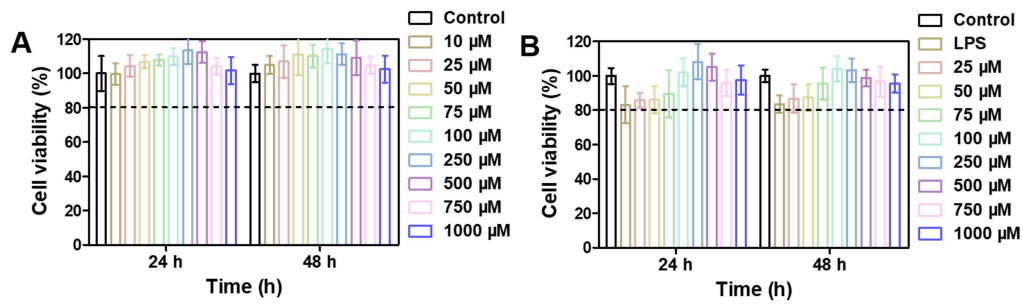 A
Cell viability (%)
120
100
80
60
40
20
0
24 h
48 h
Time (h)
Control
10 μM
25 μM
50 μM
75 μM
100 μM
250 μM
500 μM
750 μM
1000 μM
B
Cell viability (%)
120
100
80
60
40
20
0
24 h
48 h
Time (h)
Control
LPS
25 μM
50 μM
75 μM
100 μM
250 μM
500 μM
750 μM
1000 μM